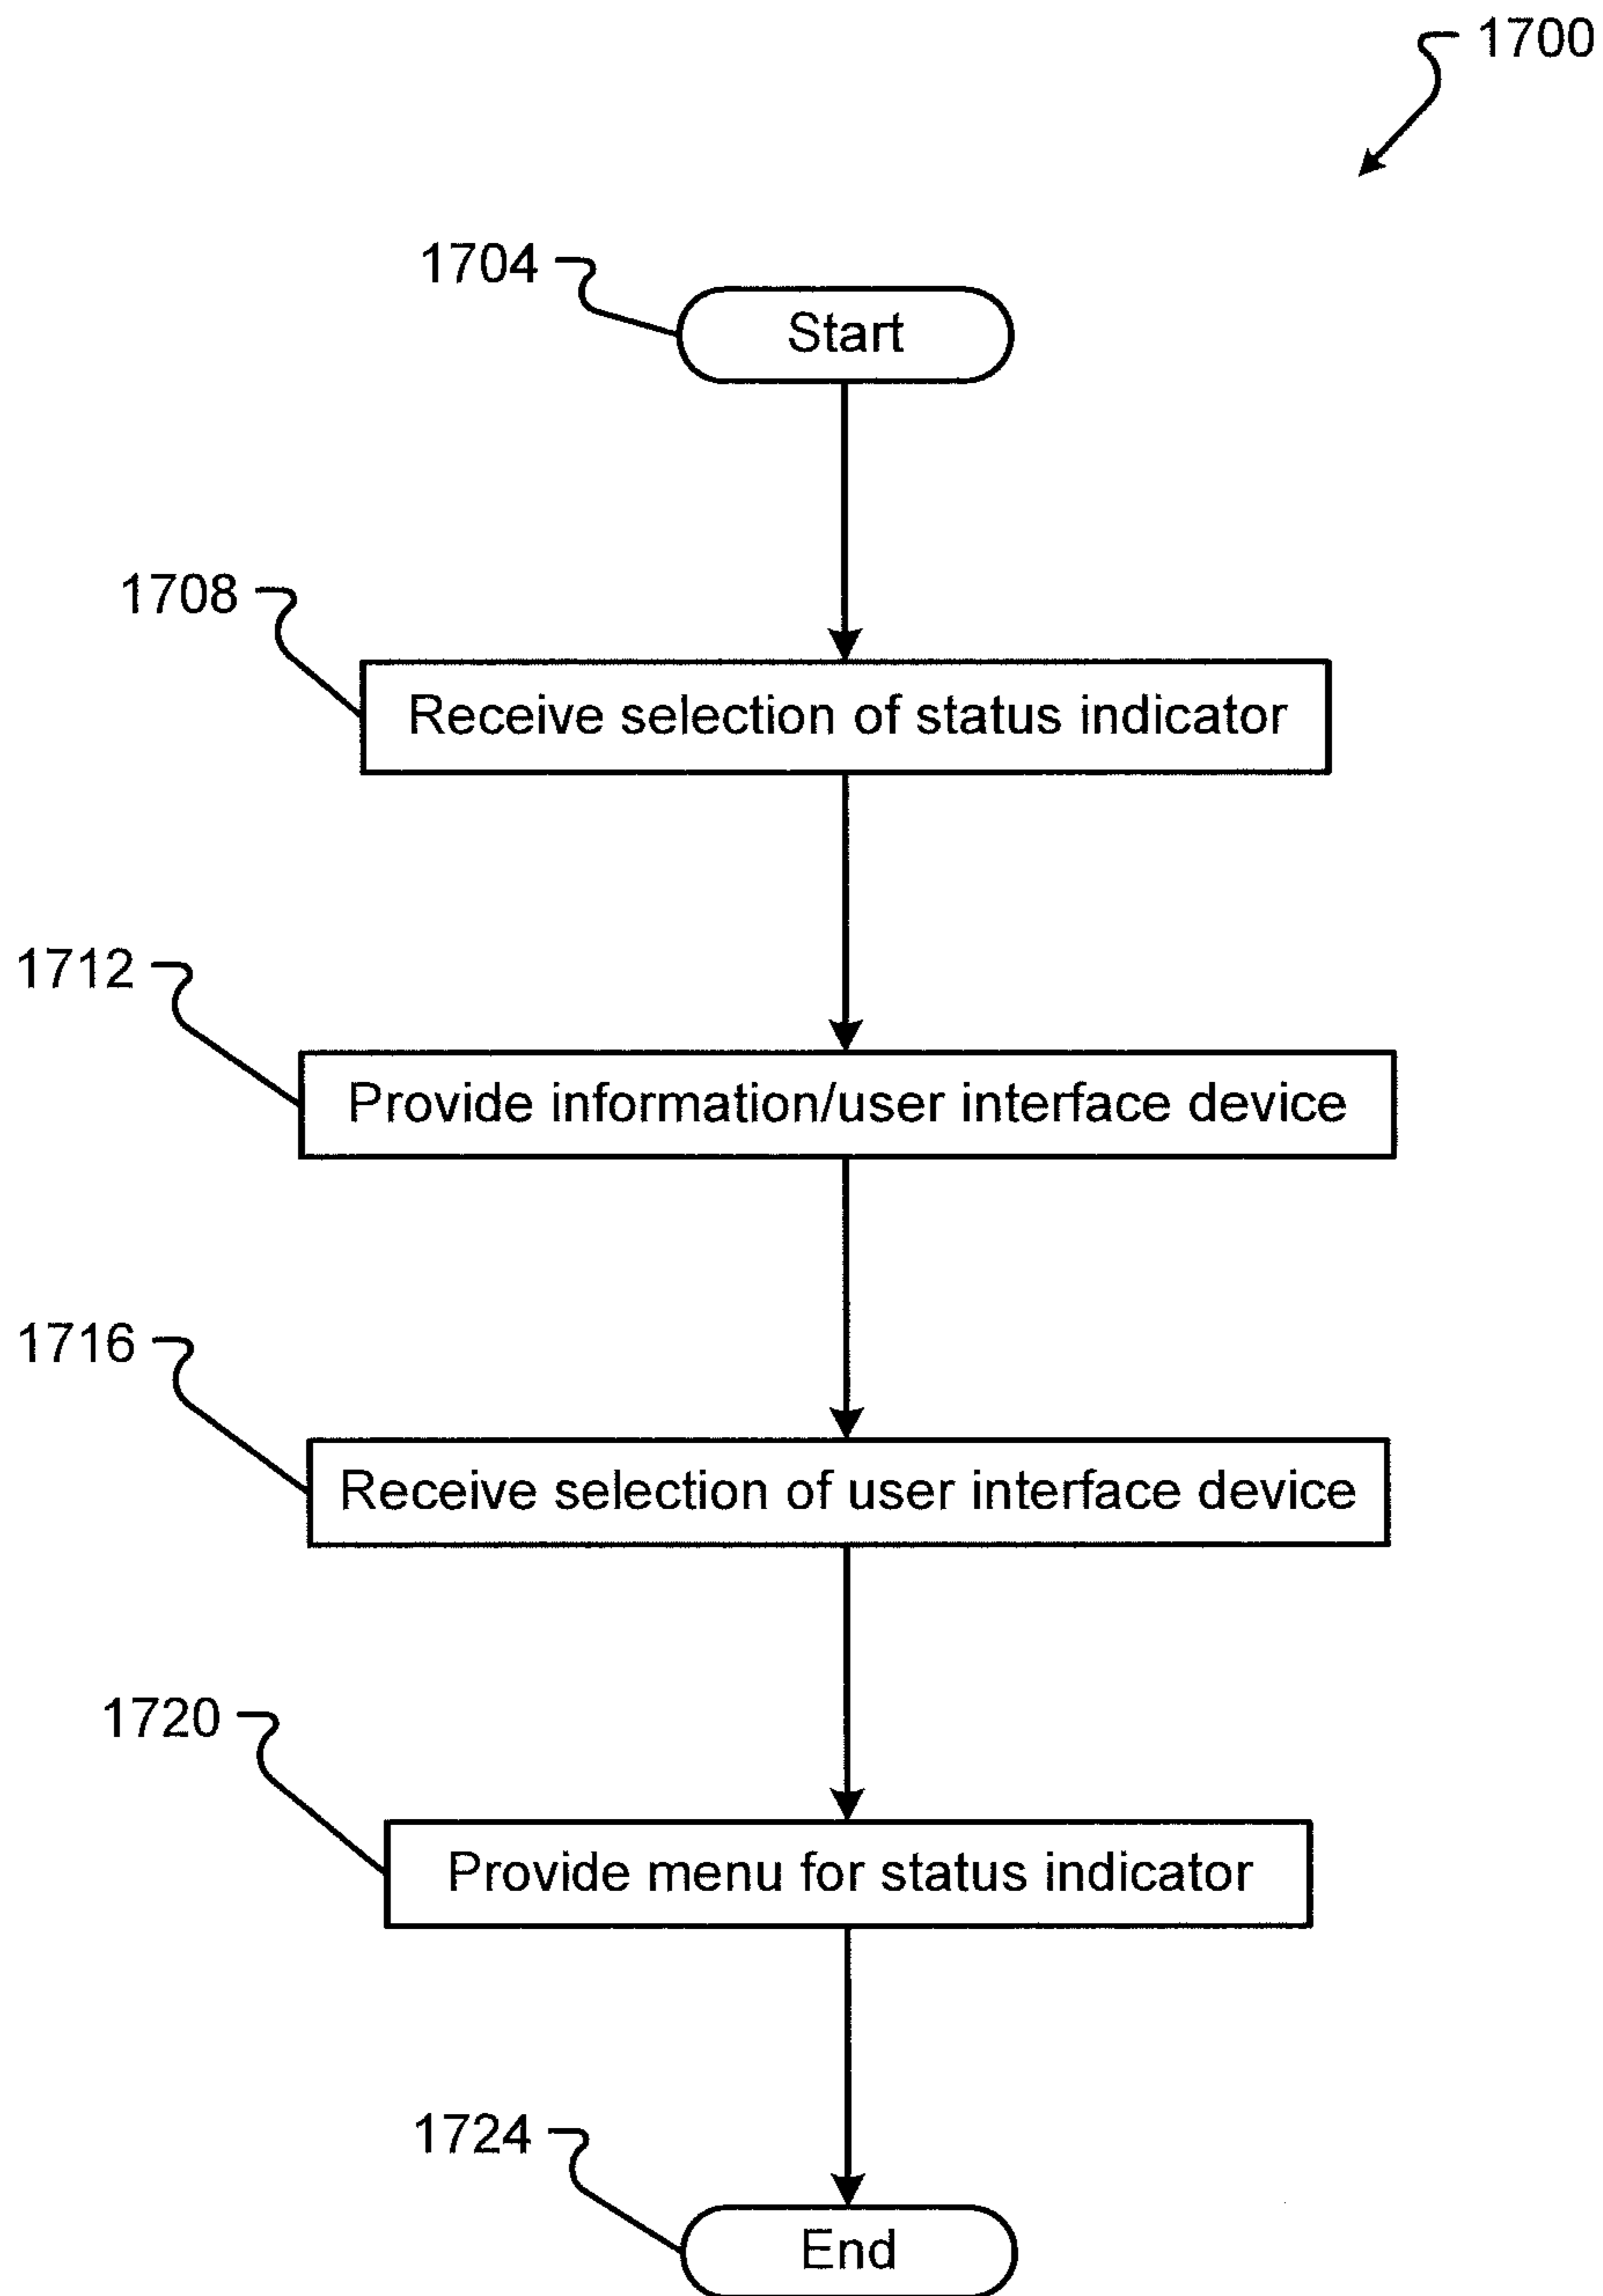 1700
1704
Start
1708
Receive selection of status indicator
1712
Provide information/user interface device
1716
Receive selection of user interface device
1720
Provide menu for status indicator
1724
End